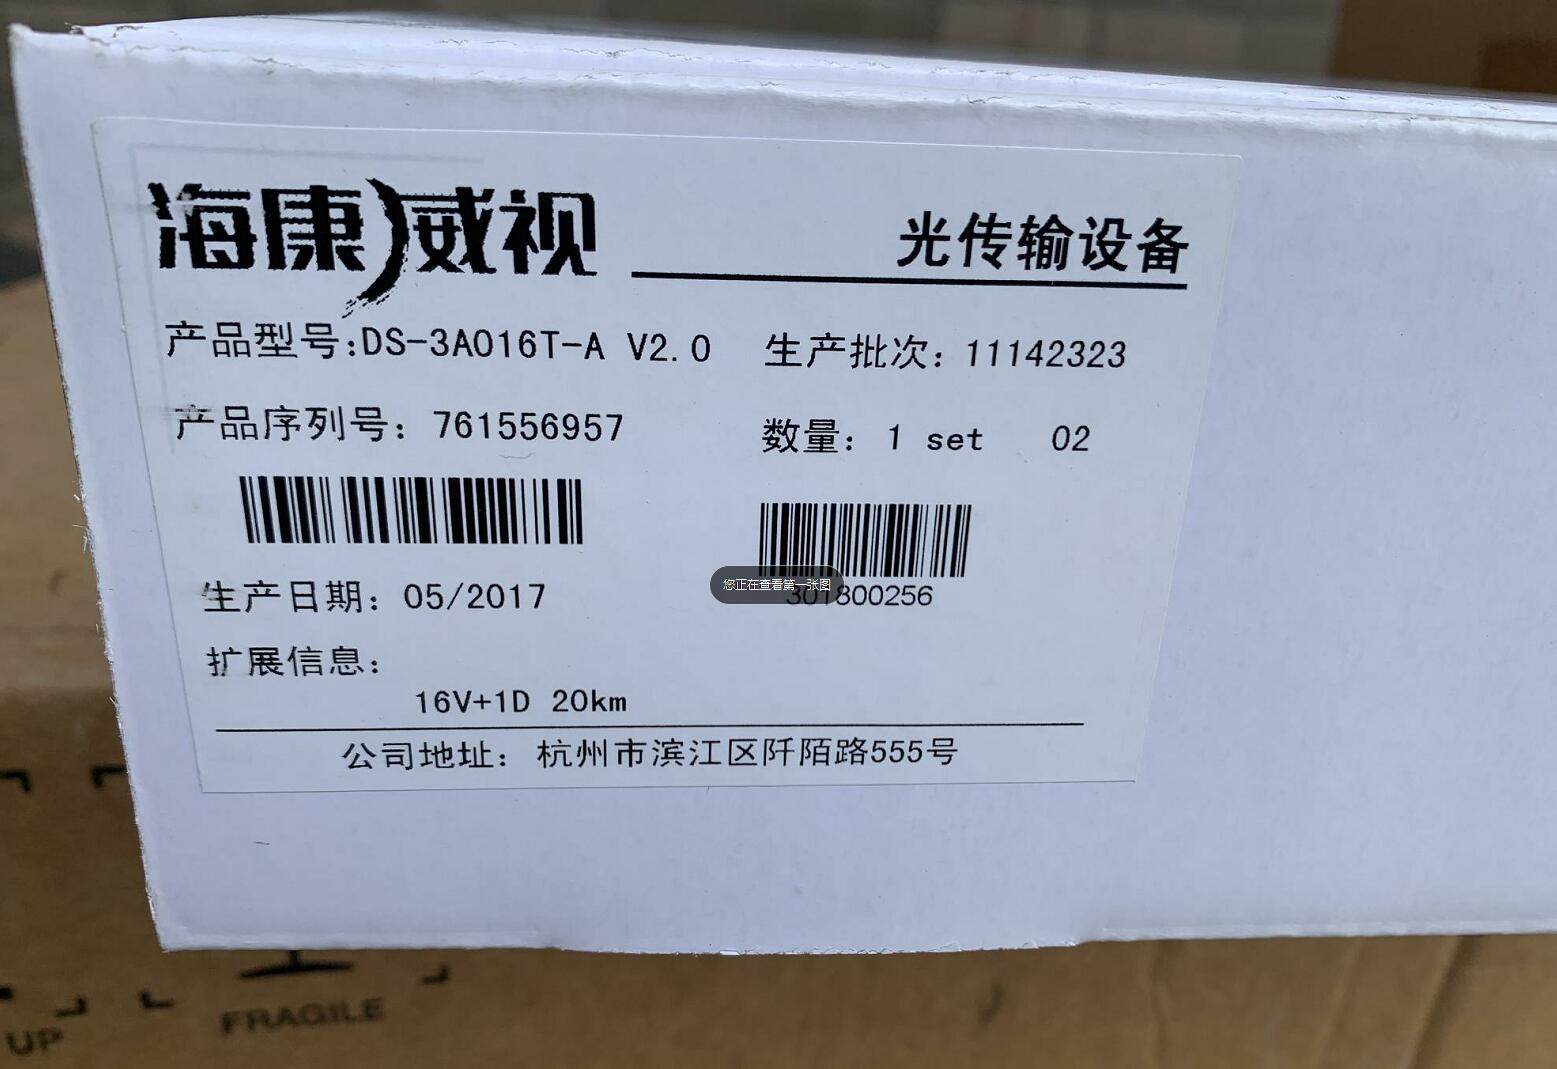 海康威视
光传输设备
产品型号:DS-3A016T-A V2.0 生产批次: 11142323
产品序列号: 761556957 数量: 1 set 02
您正在查看第一张图
301800256
生产日期: 05/2017
扩展信息:
16V+1D 20km
公司地址: 杭州市滨江区阡陌路555号
UP
FRAGILE